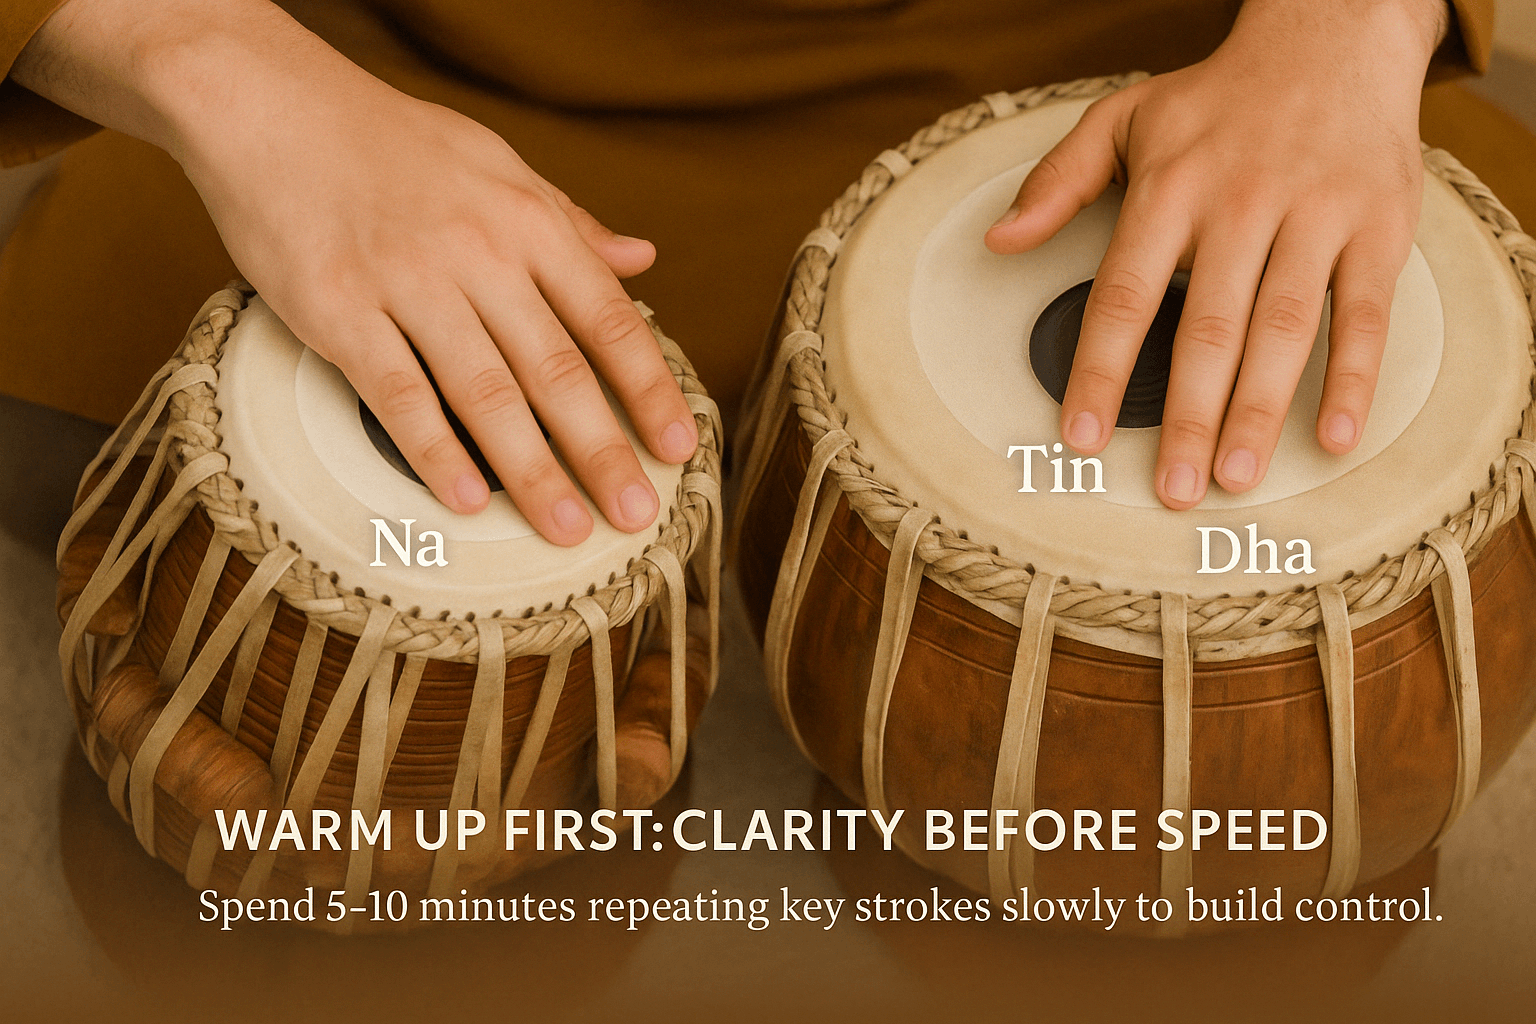 Na
Tin
Dha
WARM UP FIRST: CLARITY BEFORE SPEED
Spend 5–10 minutes repeating key strokes slowly to build control.